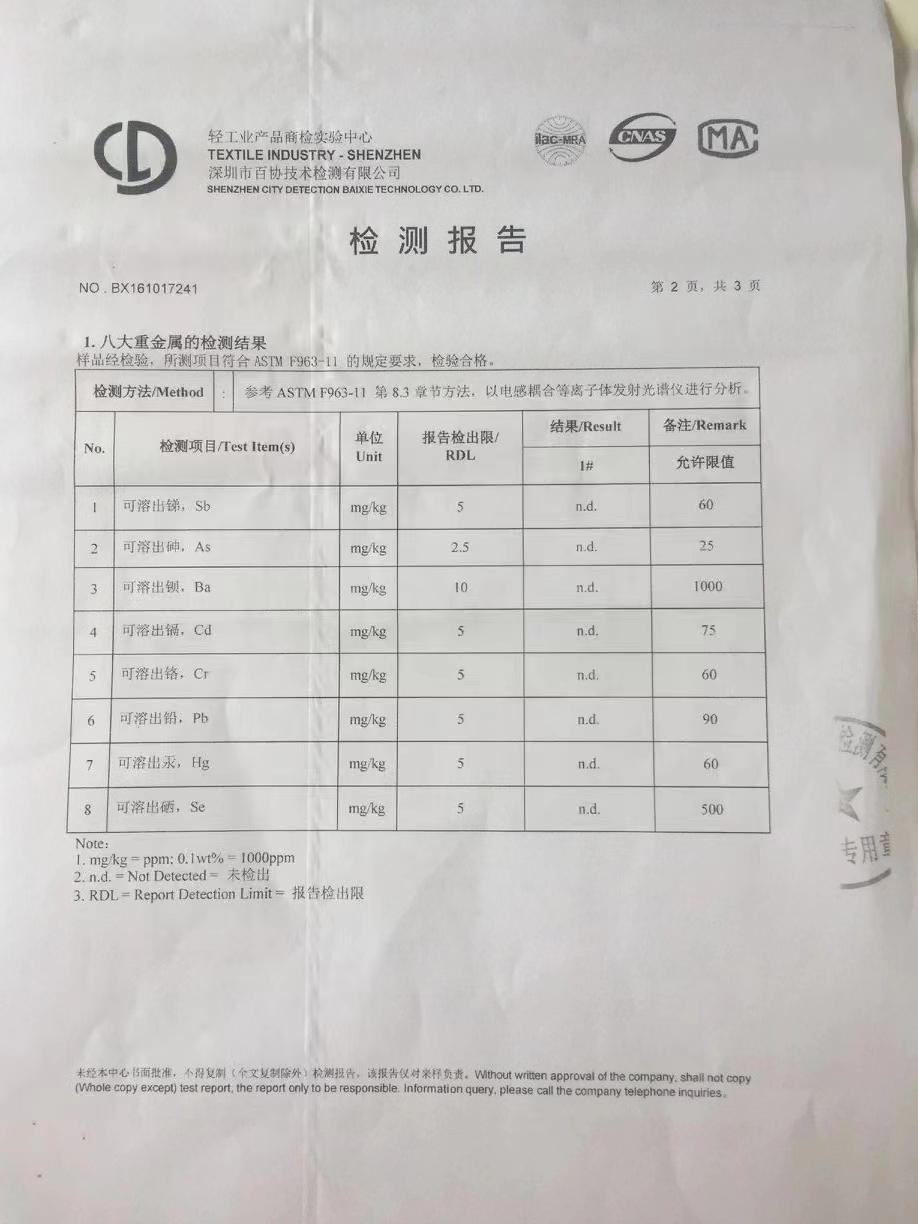 轻工业产品商检实验中心
TEXTILE INDUSTRY - SHENZHEN
深圳市百协技术检测有限公司
SHENZHEN CITY DETECTION BAIXIE TECHNOLOGY CO. LTD.
ilac-MRA
CNAS
MA
检测报告
NO . BX161017241
第 2 页，共 3 页
1. 八大重金属的检测结果
样品经检验，所测项目符合 ASTM F963-11 的规定要求，检验合格。
检测方法/Method : 参考 ASTM F963-11 第 8.3 章节方法，以电感耦合等离子体发射光谱仪进行分析。
No. 检测项目/Test Item(s) 单位 Unit 报告检出限/ RDL 结果/Result 备注/Remark
1# 允许限值
1 可溶出锑，Sb mg/kg 5 n.d. 60
2 可溶出砷，As mg/kg 2.5 n.d. 25
3 可溶出钡，Ba mg/kg 10 n.d. 1000
4 可溶出镉，Cd mg/kg 5 n.d. 75
5 可溶出铬，Cr mg/kg 5 n.d. 60
6 可溶出铅，Pb mg/kg 5 n.d. 90
7 可溶出汞，Hg mg/kg 5 n.d. 60
8 可溶出硒，Se mg/kg 5 n.d. 500
Note:
1. mg/kg = ppm; 0.1wt% = 1000ppm
2. n.d. = Not Detected = 未检出
3. RDL = Report Detection Limit = 报告检出限
检测有
专用章
未经本中心书面批准，不得复制（全文复制除外）检测报告，该报告仅对来样负责。Without written approval of the company, shall not copy
(Whole copy except) test report, the report only to be responsible. Information query, please call the company telephone inquiries。